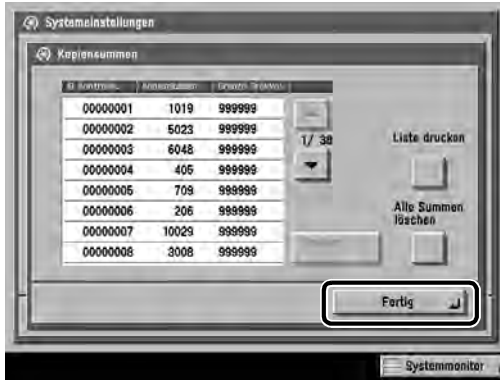 Systemeinstellungen
Kopiensummen
00000001 1019 999999
00000002 5023 999999
00000003 6048 999999
00000004 405 999999
00000005 709 999999
00000006 206 999999
00000007 10029 999999
00000008 3008 999999
1/ 38
Liste drucken
Alle Summen
löschen
Fertig
Systemmonitor